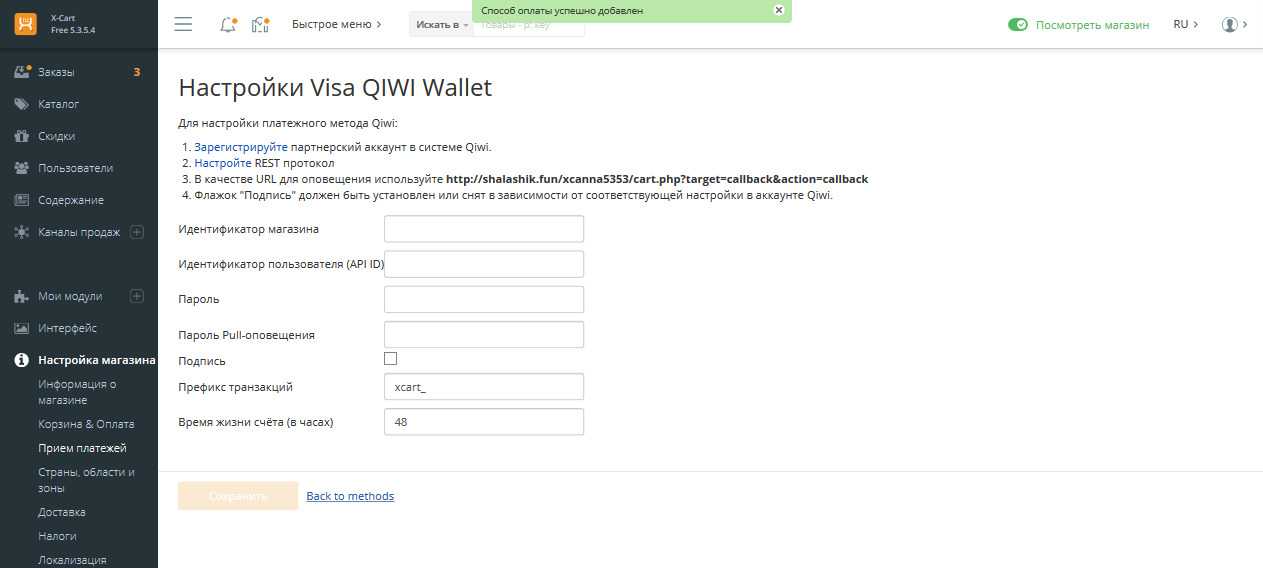 X-Cart
Free 5.3.5.4
Быстрое меню
Искать в
Товары - p: key
Способ оплаты успешно добавлен
Посмотреть магазин
RU
Заказы 3
Каталог
Скидки
Пользователи
Содержание
Каналы продаж
Мои модули
Интерфейс
Настройка магазина
Информация о
магазине
Корзина & Оплата
Прием платежей
Страны, области и
зоны
Доставка
Налоги
Локализация
Настройки Visa QIWI Wallet
Для настройки платежного метода Qiwi:
1. Зарегистрируйте партнерский аккаунт в системе Qiwi.
2. Настройте REST протокол
3. В качестве URL для оповещения используйте http://shalashik.fun/xcanna5353/cart.php?target=callback&action=callback
4. Флажок "Подпись" должен быть установлен или снят в зависимости от соответствующей настройки в аккаунте Qiwi.
Идентификатор магазина
Идентификатор пользователя (API ID)
Пароль
Пароль Pull-оповещения
Подпись
Префикс транзакций xcart_
Время жизни счёта (в часах) 48
Сохранить Back to methods